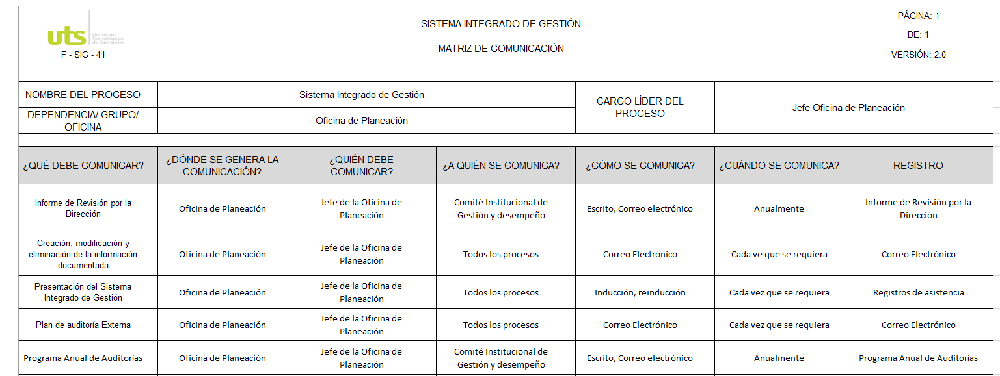 uts
Unidades
Tecnológicas
de Santander
F - SIG - 41
SISTEMA INTEGRADO DE GESTIÓN
MATRIZ DE COMUNICACIÓN
PÁGINA: 1
DE: 1
VERSIÓN: 2.0
NOMBRE DEL PROCESO
Sistema Integrado de Gestión
DEPENDENCIA/ GRUPO/
OFICINA
Oficina de Planeación
CARGO LÍDER DEL
PROCESO
Jefe Oficina de Planeación
¿QUÉ DEBE COMUNICAR?
¿DÓNDE SE GENERA LA
COMUNICACIÓN?
¿QUIÉN DEBE
COMUNICAR?
¿A QUIÉN SE COMUNICA?
¿CÓMO SE COMUNICA?
¿CUÁNDO SE COMUNICA?
REGISTRO
Informe de Revisión por la
Dirección
Oficina de Planeación
Jefe de la Oficina de
Planeación
Comité Institucional de
Gestión y desempeño
Escrito, Correo electrónico
Anualmente
Informe de Revisión por la
Dirección
Creación, modificación y
eliminación de la información
documentada
Oficina de Planeación
Jefe de la Oficina de
Planeación
Todos los procesos
Correo Electrónico
Cada ve que se requiera
Correo Electrónico
Presentación del Sistema
Integrado de Gestión
Oficina de Planeación
Jefe de la Oficina de
Planeación
Todos los procesos
Inducción, reinducción
Cada vez que se requiera
Registros de asistencia
Plan de auditoría Externa
Oficina de Planeación
Jefe de la Oficina de
Planeación
Todos los procesos
Correo Electrónico
Cada vez que se requiera
Correo Electrónico
Programa Anual de Auditorías
Oficina de Planeación
Jefe de la Oficina de
Planeación
Comité Institucional de
Gestión y desempeño
Escrito, Correo electrónico
Anualmente
Programa Anual de Auditorías